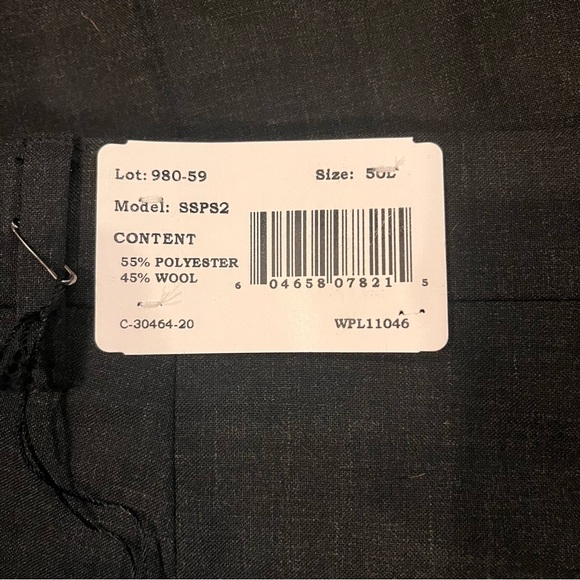 Lot: 980-59
Size: 50L
Model: SSPS2
CONTENT
55% POLYESTER
45% WOOL
6 04658 07821 5
C-30464-20
WPL11046